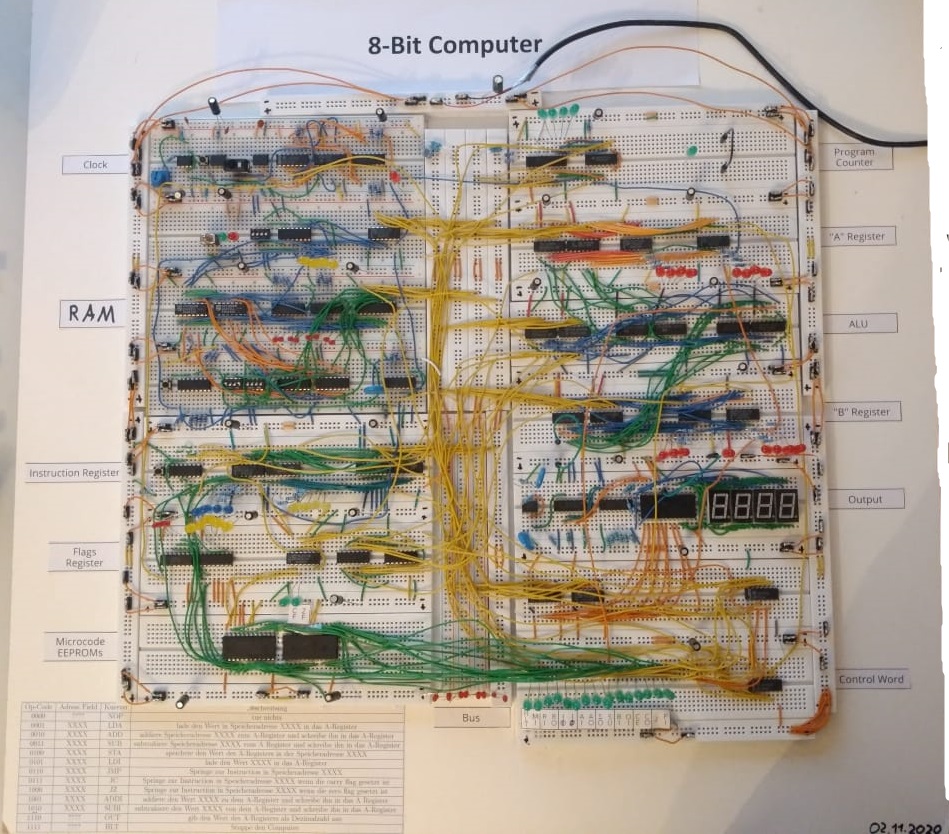 8-Bit Computer
Clock
RAM
Instruction Register
Flags
Register
Microcode
EEPROMs
Program
Counter
"A" Register
ALU
"B" Register
Output
Control Word
Bus
Op-Code Adress Field
0000 **** NOP tue nichts
0001 XXXX LDA lade den Wert in Speicheradresse XXXX in das A-Register
0010 XXXX ADD addiere Speicheradresse XXXX zum A-Register und schreibe ihn in das A-Register
0011 XXXX SUB subtrahiere Speicheradresse XXXX vom A-Register und schreibe ihn in das A-Register
0100 XXXX STA speichere den Wert des A-Registers in der Speicheradresse XXXX
0101 XXXX LDI lade den Wert XXXX in das A-Register
0110 XXXX JMP Springe zur Instruction in Speicheradresse XXXX
0111 XXXX JC Springe zur Instruction in Speicheradresse XXXX wenn die carry flag gesetzt ist
1000 XXXX JZ Springe zur Instruction in Speicheradresse XXXX wenn die zero flag gesetzt ist
1001 XXXX ADDI addiere den Wert XXXX zu dem A-Register und schreibe ihn in das A-Register
1010 XXXX SUBI subtrahiere den Wert XXXX von dem A-Register und schreibe ihn in das A-Register
1110 **** OUT gib den Wert des A-Registers als Dezimalzahl aus
1111 **** HLT Stoppe den Computer
02.11.2020